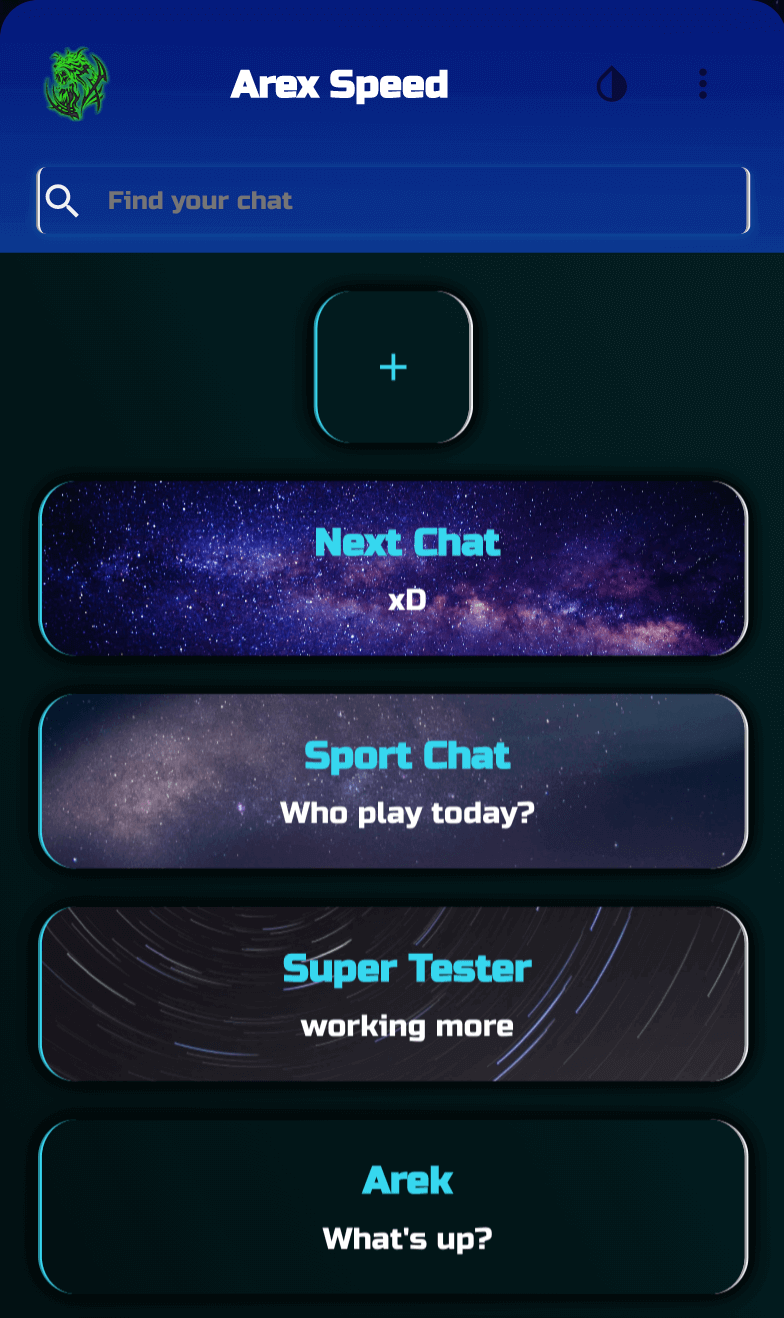 Arex Speed
Find your chat
+
Next Chat
xD
Sport Chat
Who play today?
Super Tester
working more
Arek
What's up?